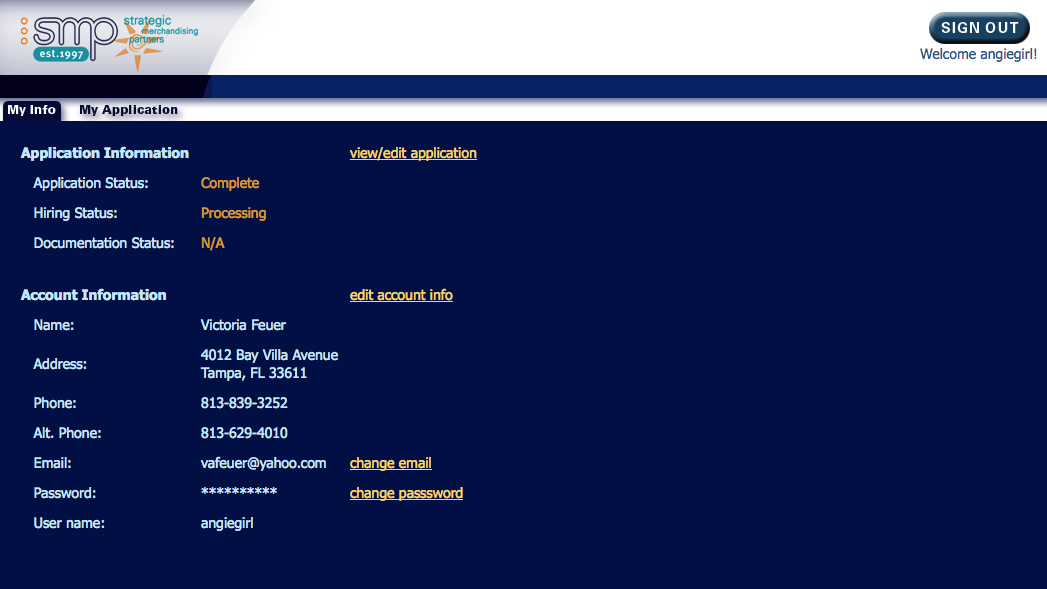 smp strategic
merchandising
partners
est.1997
SIGN OUT
Welcome angiegirl!
My Info My Application
Application Information view/edit application
Application Status: Complete
Hiring Status: Processing
Documentation Status: N/A
Account Information edit account info
Name: Victoria Feuer
Address: 4012 Bay Villa Avenue
Tampa, FL 33611
Phone: 813-839-3252
Alt. Phone: 813-629-4010
Email: vafeuer@yahoo.com change email
Password: ********** change passsword
User name: angiegirl